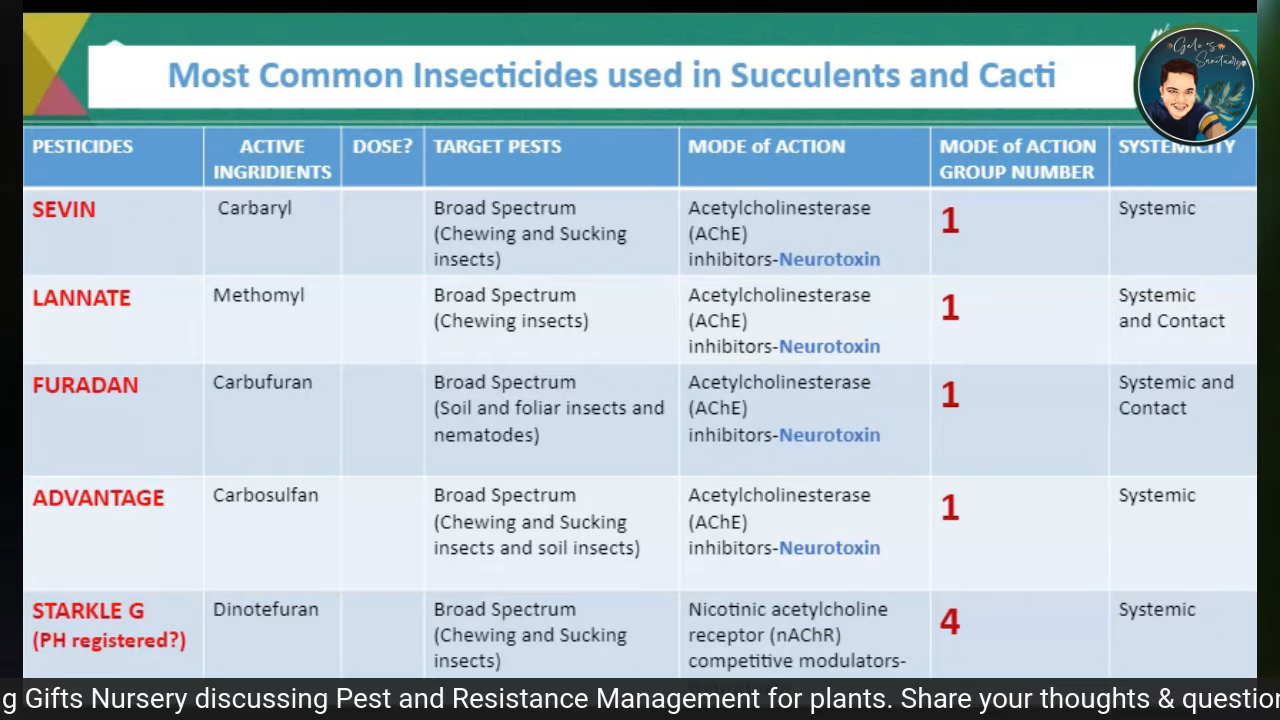 Most Common Insecticides used in Succulents and Cacti
Galo's
Sanctuary
PESTICIDES
ACTIVE
INGRIDIENTS
DOSE?
TARGET PESTS
MODE of ACTION
MODE of ACTION
GROUP NUMBER
SYSTEMICITY
SEVIN
Carbaryl
Broad Spectrum
(Chewing and Sucking
insects)
Acetylcholinesterase
(AChE)
inhibitors-Neurotoxin
1
Systemic
LANNATE
Methomyl
Broad Spectrum
(Chewing insects)
Acetylcholinesterase
(AChE)
inhibitors-Neurotoxin
1
Systemic
and Contact
FURADAN
Carbufuran
Broad Spectrum
(Soil and foliar insects and
nematodes)
Acetylcholinesterase
(AChE)
inhibitors-Neurotoxin
1
Systemic and
Contact
ADVANTAGE
Carbosulfan
Broad Spectrum
(Chewing and Sucking
insects and soil insects)
Acetylcholinesterase
(AChE)
inhibitors-Neurotoxin
1
Systemic
STARKLE G
(PH registered?)
Dinotefuran
Broad Spectrum
(Chewing and Sucking
insects)
Nicotinic acetylcholine
receptor (nAChR)
competitive modulators-
4
Systemic
g Gifts Nursery discussing Pest and Resistance Management for plants. Share your thoughts & question